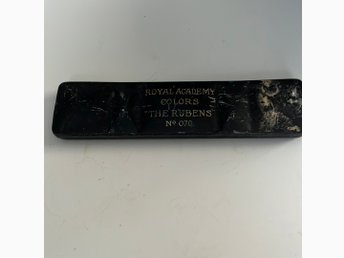 ROYAL ACADEMY
COLORS
"THE RUBENS"
No 070